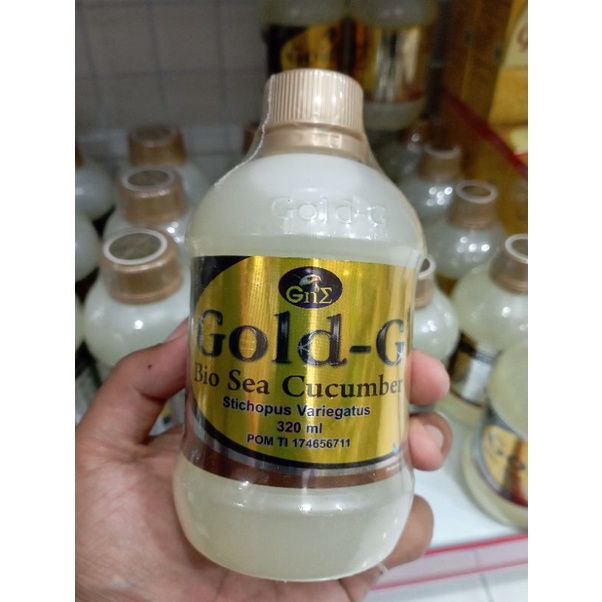 Gold-G
GnΣ
Gold-G
Bio Sea Cucumber
Stichopus Variegatus
320 ml
POM TI 174656711